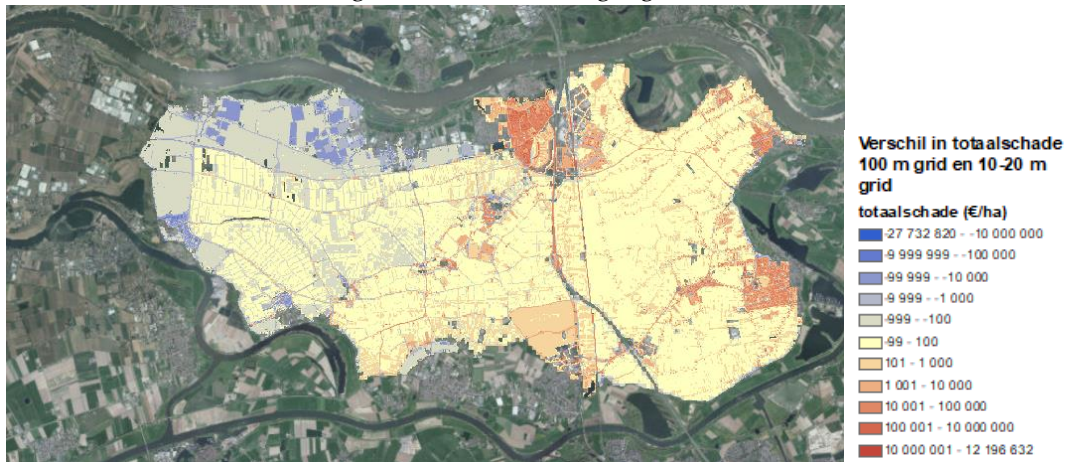 Verschil in totaalschade
100 m grid en 10-20 m
grid
totaalschade (€/ha)
-27 732 820 - -10 000 000
-9 999 999 - -100 000
-99 999 - -10 000
-9 999 - -1 000
-999 - -100
-99 - 100
101 - 1 000
1 001 - 10 000
10 001 - 100 000
100 001 - 10 000 000
10 000 001 - 12 196 632